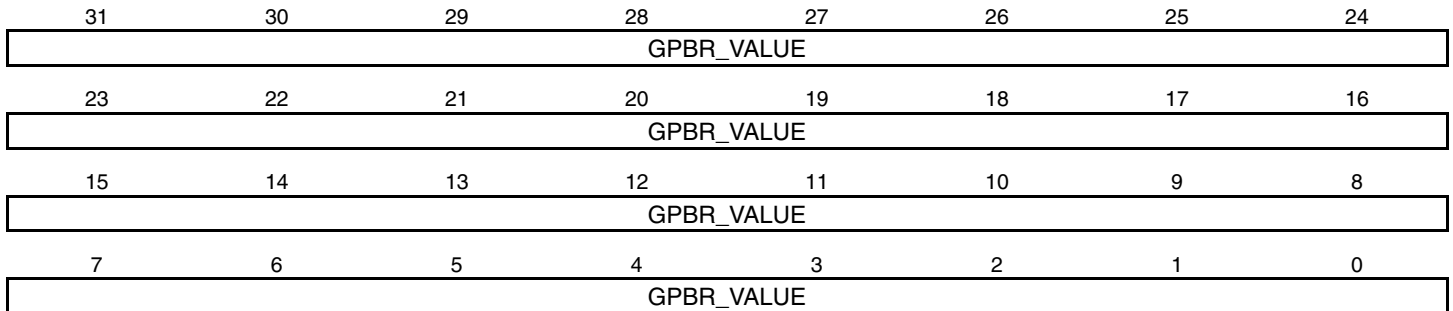 31 30 29 28 27 26 25 24
GPBR_VALUE
23 22 21 20 19 18 17 16
GPBR_VALUE
15 14 13 12 11 10 9 8
GPBR_VALUE
7 6 5 4 3 2 1 0
GPBR_VALUE